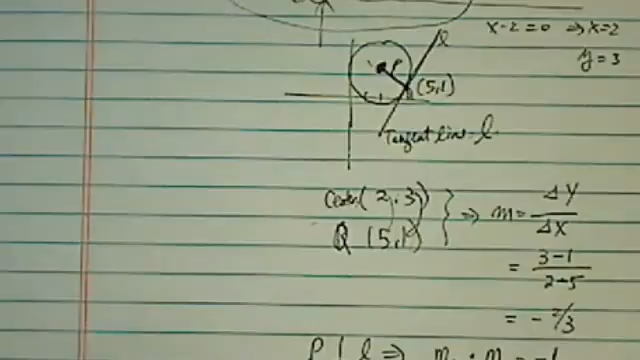 x-2=0 ⇒ x=2
y=3
l
(5,1)
Tangent line = l
Center (2,3)
Q (5,1)
⇒ m = ΔY/ΔX
= 3-1/2-5
= -2/3
l ⇒